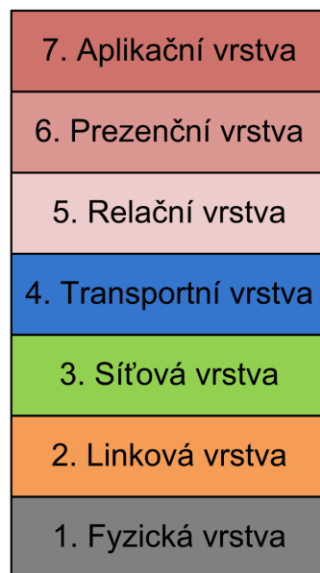 7. Aplikační vrstva
6. Prezenční vrstva
5. Relační vrstva
4. Transportní vrstva
3. Síťová vrstva
2. Linková vrstva
1. Fyzická vrstva